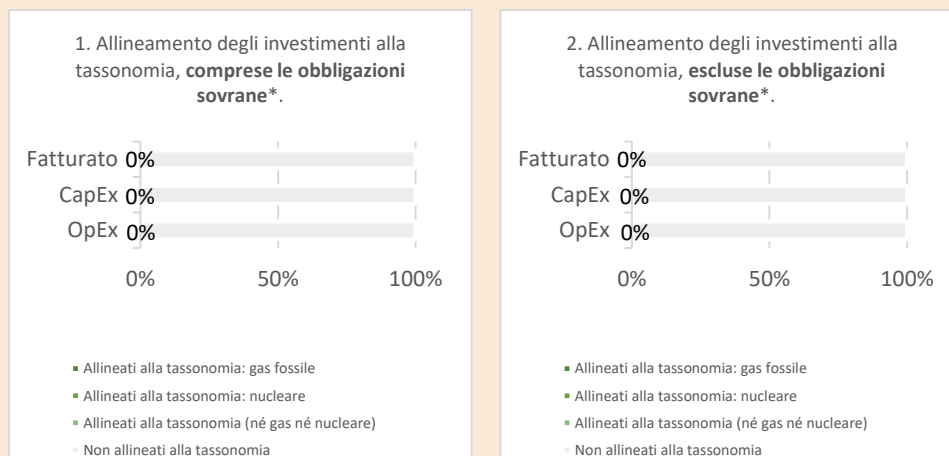 1. Allineamento degli investimenti alla
tassonomia, comprese le obbligazioni
sovrane*.
Fatturato 0%
CapEx 0%
OpEx 0%
0% 50% 100%
▪ Allineati alla tassonomia: gas fossile
▪ Allineati alla tassonomia: nucleare
▪ Allineati alla tassonomia (né gas né nucleare)
▪ Non allineati alla tassonomia
2. Allineamento degli investimenti alla
tassonomia, escluse le obbligazioni
sovrane*.
Fatturato 0%
CapEx 0%
OpEx 0%
0% 50% 100%
▪ Allineati alla tassonomia: gas fossile
▪ Allineati alla tassonomia: nucleare
▪ Allineati alla tassonomia (né gas né nucleare)
▪ Non allineati alla tassonomia